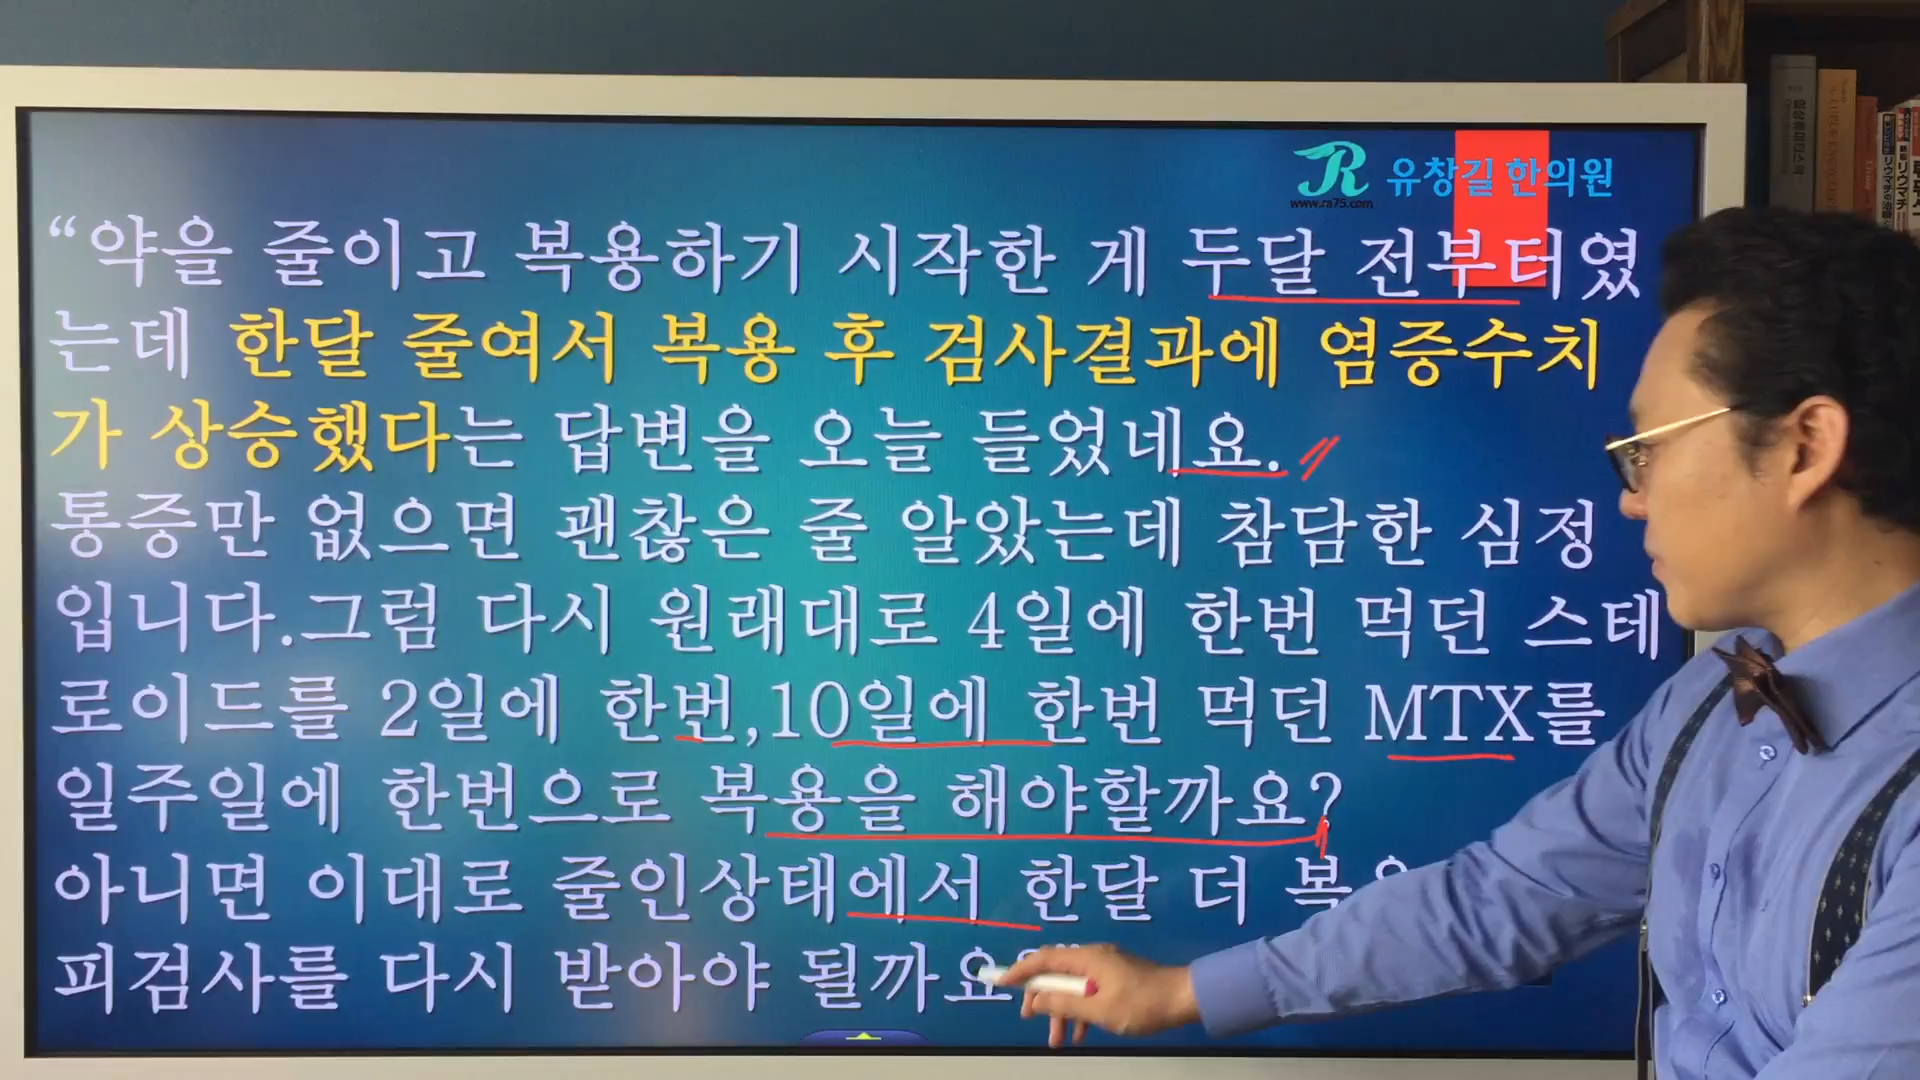 유창길 한의원
www.ra75.com
“약을 줄이고 복용하기 시작한 게 두달 전부터였
는데 한달 줄여서 복용 후 검사결과에 염증수치
가 상승했다는 답변을 오늘 들었네요.
통증만 없으면 괜찮은 줄 알았는데 참담한 심정
입니다.그럼 다시 원래대로 4일에 한번 먹던 스테
로이드를 2일에 한번,10일에 한번 먹던 MTX를
일주일에 한번으로 복용을 해야할까요?
아니면 이대로 줄인상태에서 한달 더
피검사를 다시 받아야 될까요?”